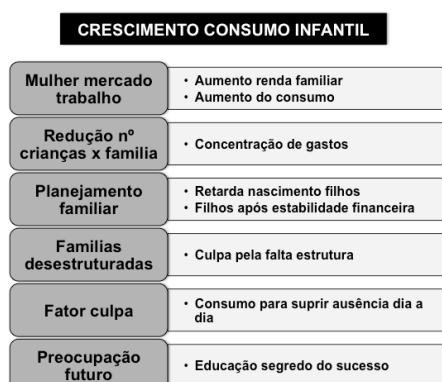 CRESCIMENTO CONSUMO INFANTIL
Mulher mercado
trabalho
• Aumento renda familiar
• Aumento do consumo
Redução nº
crianças x familia
• Concentração de gastos
Planejamento
familiar
• Retarda nascimento filhos
• Filhos após estabilidade financeira
Familias
desestruturadas
• Culpa pela falta estrutura
Fator culpa
• Consumo para suprir ausência dia a
dia
Preocupação
futuro
• Educação segredo do sucesso